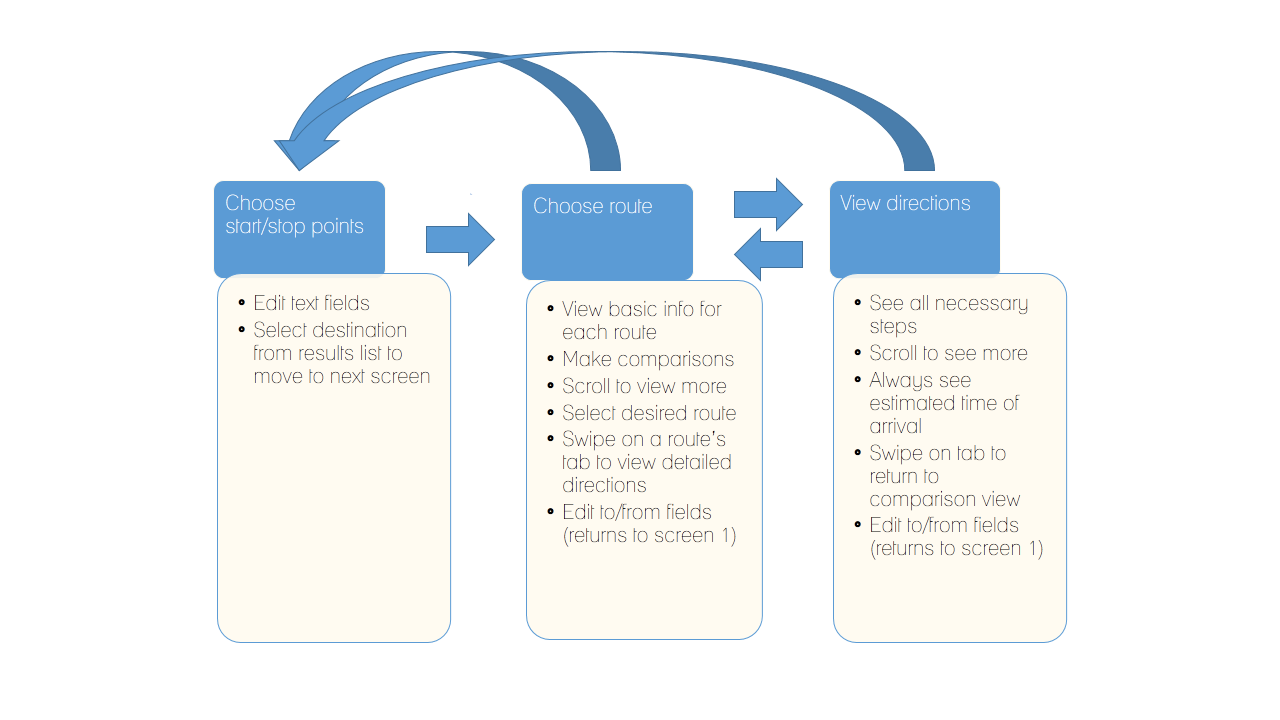 Choose
start/stop points
• Edit text fields
• Select destination
from results list to
move to next screen
Choose route
• View basic info for
each route
• Make comparisons
• Scroll to view more
• Select desired route
• Swipe on a route's
tab to view detailed
directions
• Edit to/from fields
(returns to screen 1)
View directions
• See all necessary
steps
• Scroll to see more
• Always see
estimated time of
arrival
• Swipe on tab to
return to
comparison view
• Edit to/from fields
(returns to screen 1)